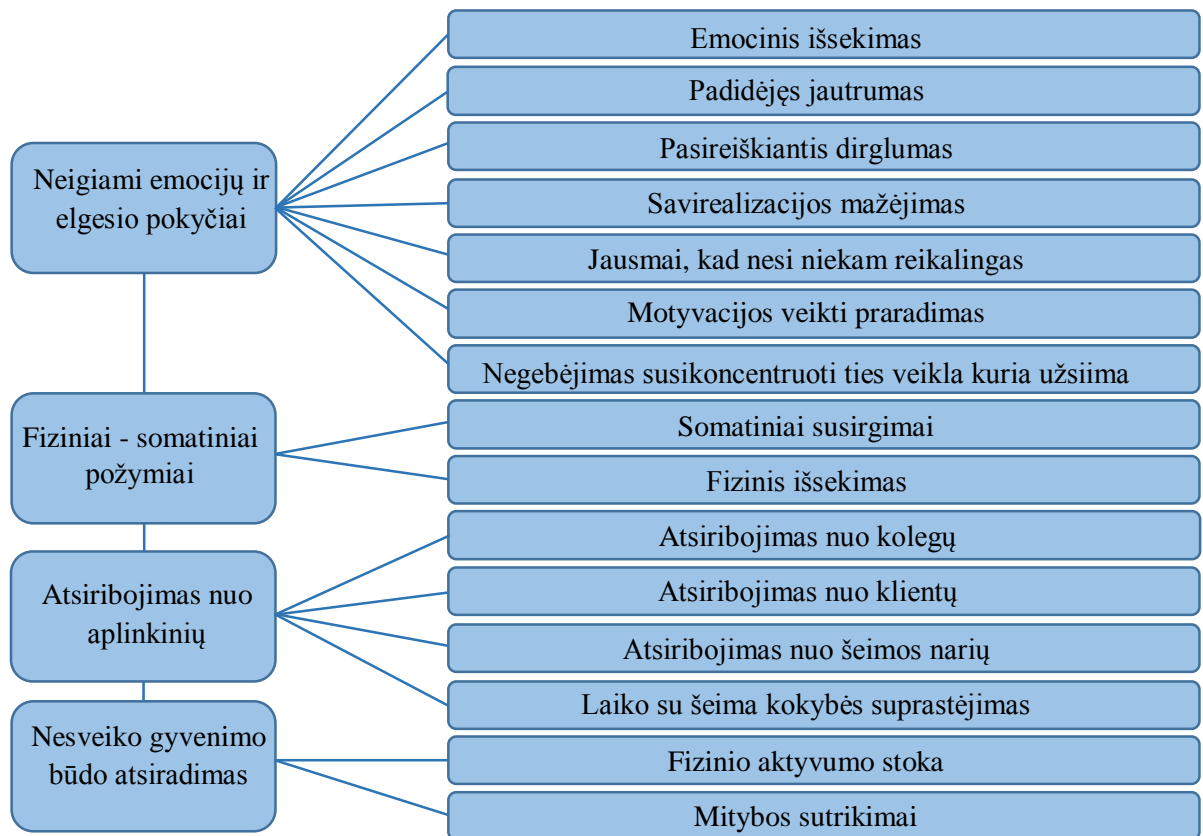 Neigiami emocijų ir
elgesio pokyčiai
Emocinis išsekimas
Padidėjęs jautrumas
Pasireiškiantis dirglumas
Savirealizacijos mažėjimas
Jausmai, kad nesi niekam reikalingas
Motyvacijos veikti praradimas
Negebėjimas susikoncentruoti ties veikla kuria užsiima
Fiziniai - somatiniai
požymiai
Somatiniai susirgimai
Fizinis išsekimas
Atsiribojimas nuo
aplinkinių
Atsiribojimas nuo kolegų
Atsiribojimas nuo klientų
Atsiribojimas nuo šeimos narių
Laiko su šeima kokybės suprastėjimas
Nesveiko gyvenimo
būdo atsiradimas
Fizinio aktyvumo stoka
Mitybos sutrikimai